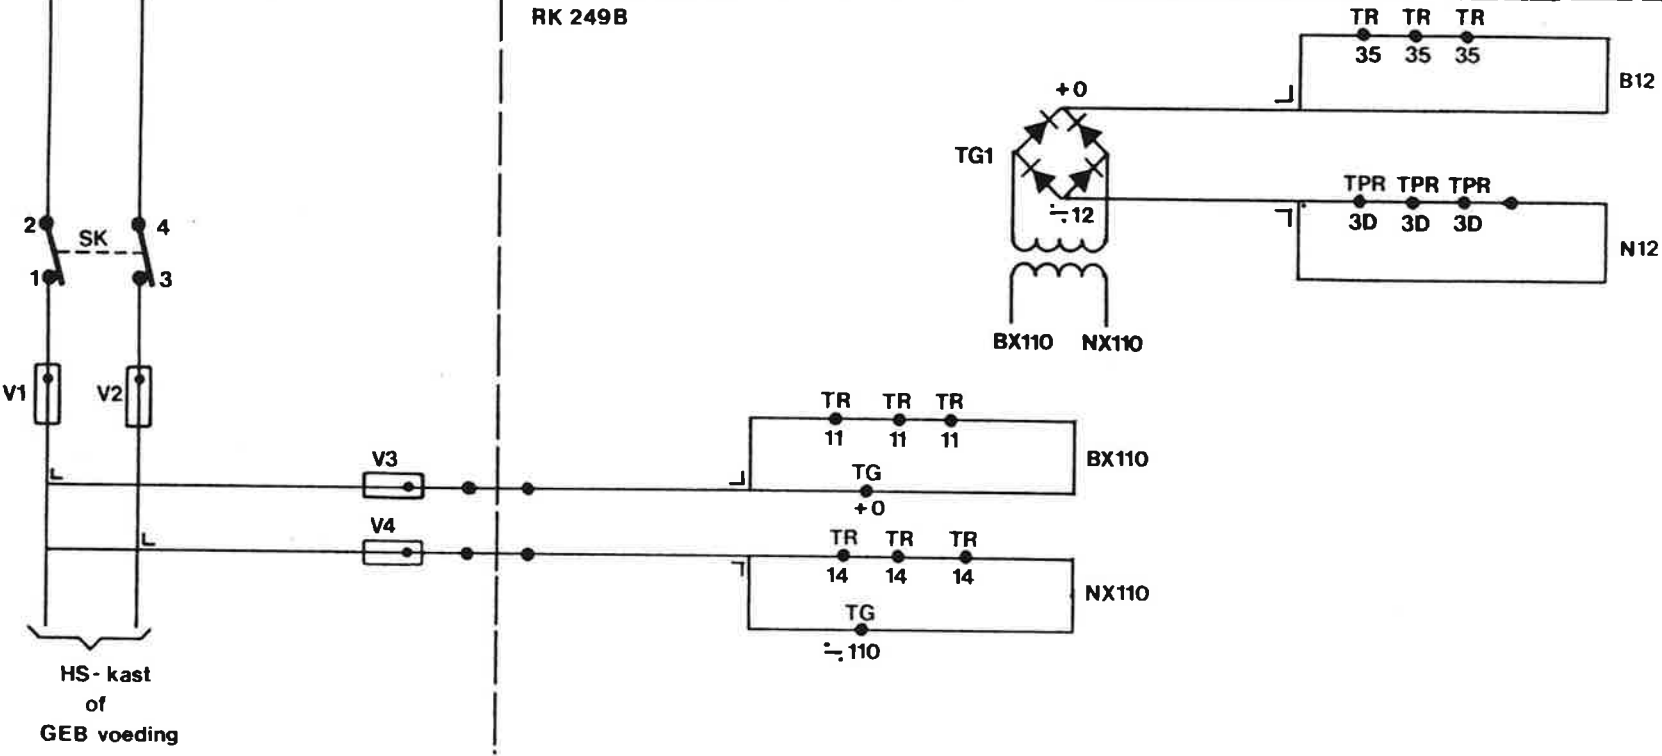 RK 249B
TR TR TR
35 35 35
B12
+0
TG1
≒12
TPR TPR TPR
3D 3D 3D
N12
BX110 NX110
2 4
SK
1 3
V1 V2
V3
TR TR TR
11 11 11
BX110
TG
+0
V4
TR TR TR
14 14 14
NX110
TG
≒110
HS-kast
of
GEB voeding